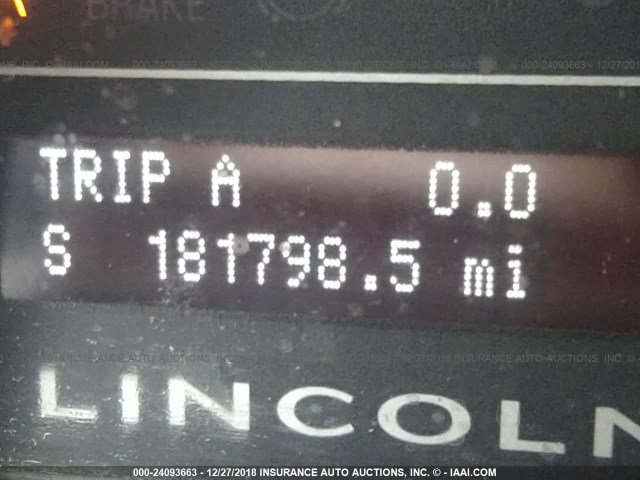 BRAKE
TRIP A 0.0
S 181798.5 mi
LINCOLN
000-24093663 - 12/27/2018 INSURANCE AUTO AUCTIONS, INC. © - IAAI.COM